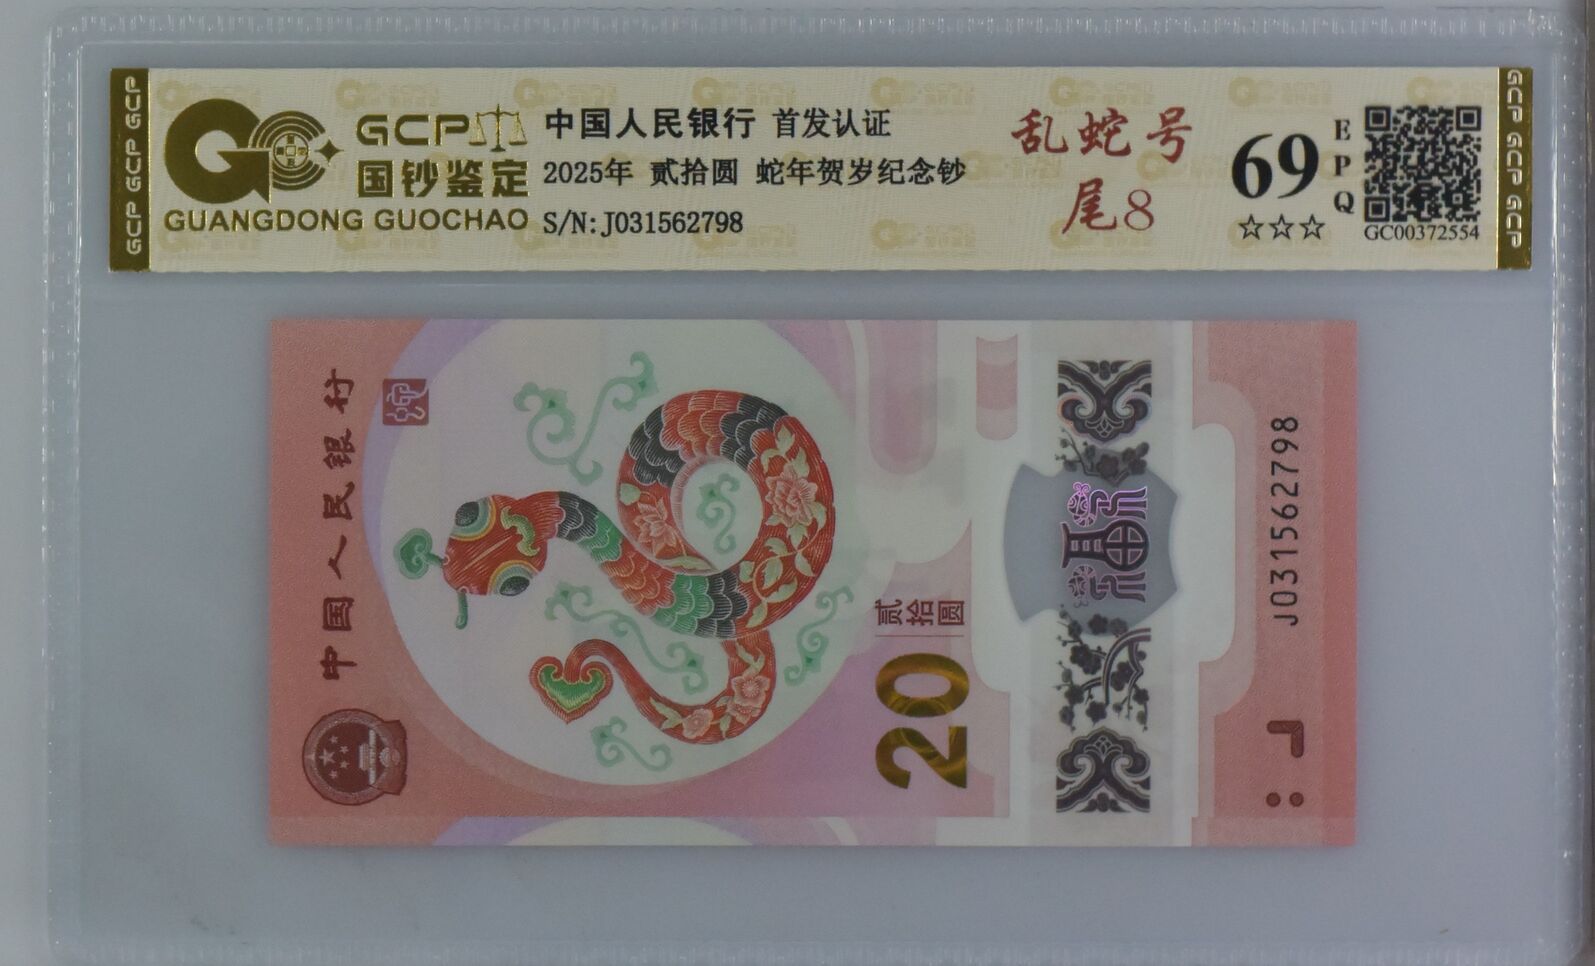 GCP GCP GCP
GCP
国钞鉴定
GUANGDONG GUOCHAO
中国人民银行 首发认证
2025年 贰拾圆 蛇年贺岁纪念钞
S/N:J031562798
乱蛇号
尾8
69
EPQ
☆☆☆
GC00372554
GCP GCP GCP
中国人民银行
贰拾圆
20
福
J031562798